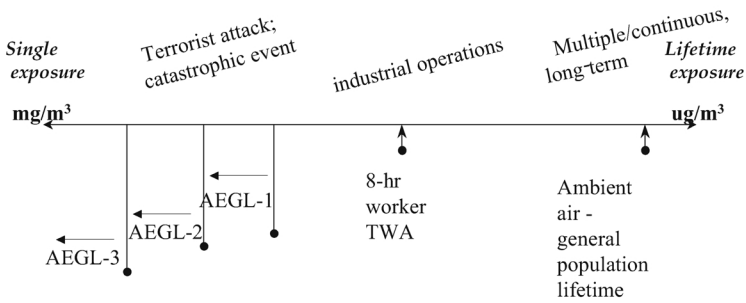 Single
exposure
mg/m³
Terrorist attack;
catastrophic event
industrial operations
Multiple/continuous,
long-term
Lifetime
exposure
ug/m³
AEGL-1
AEGL-2
AEGL-3
8-hr
worker
TWA
Ambient
air -
general
population
lifetime